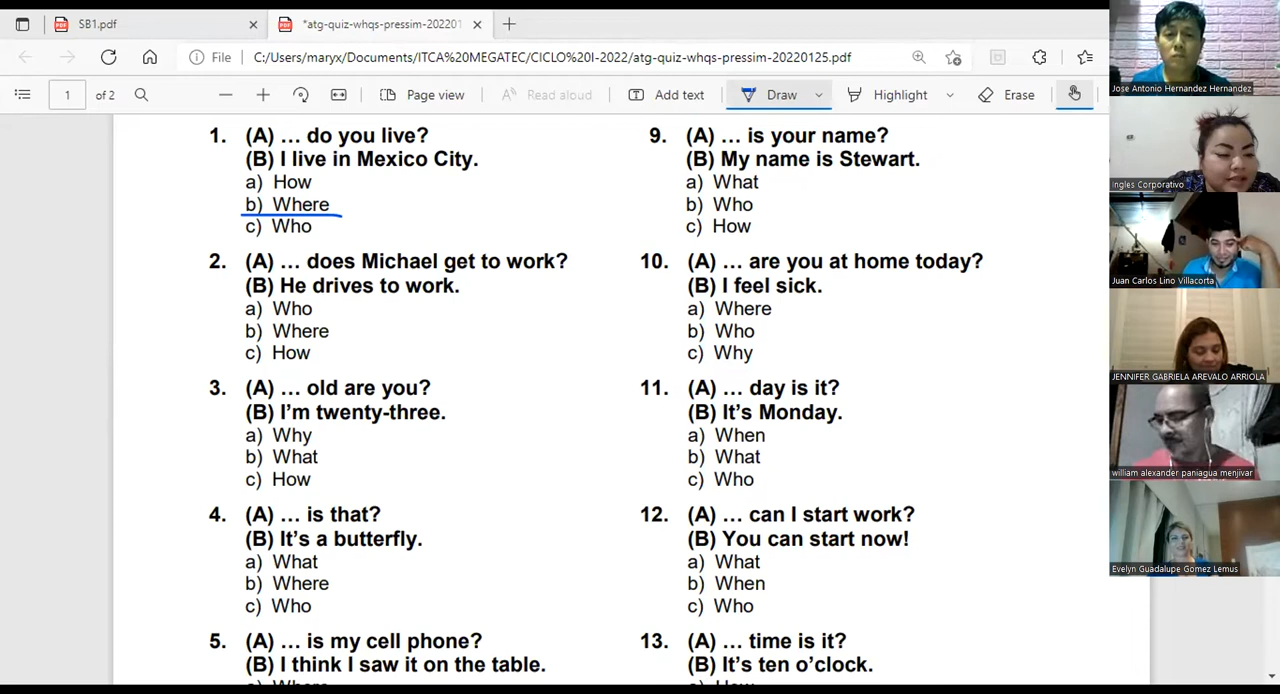 SB1.pdf
*atg-quiz-whqs-pressim-202201
File
C:/Users/maryx/Documents/ITCA%20MEGATEC/CICLO%20I-2022/atg-quiz-whqs-pressim-20220125.pdf
1
of 2
Page view
Read aloud
Add text
Draw
Highlight
Erase
1. (A) … do you live?
(B) I live in Mexico City.
a) How
b) Where
c) Who
2. (A) … does Michael get to work?
(B) He drives to work.
a) Who
b) Where
c) How
3. (A) … old are you?
(B) I'm twenty-three.
a) Why
b) What
c) How
4. (A) … is that?
(B) It's a butterfly.
a) What
b) Where
c) Who
5. (A) … is my cell phone?
(B) I think I saw it on the table.
a) Where
9. (A) … is your name?
(B) My name is Stewart.
a) What
b) Who
c) How
10. (A) … are you at home today?
(B) I feel sick.
a) Where
b) Who
c) Why
11. (A) … day is it?
(B) It's Monday.
a) When
b) What
c) Who
12. (A) … can I start work?
(B) You can start now!
a) What
b) When
c) Who
13. (A) … time is it?
(B) It's ten o'clock.
a) How
Jose Antonio Hernandez Hernandez
Ingles Corporativo
Juan Carlos Lino Villacorta
JENNIFER GABRIELA AREVALO ARRIOLA
william alexander paniagua menjivar
Evelyn Guadalupe Gomez Lemus